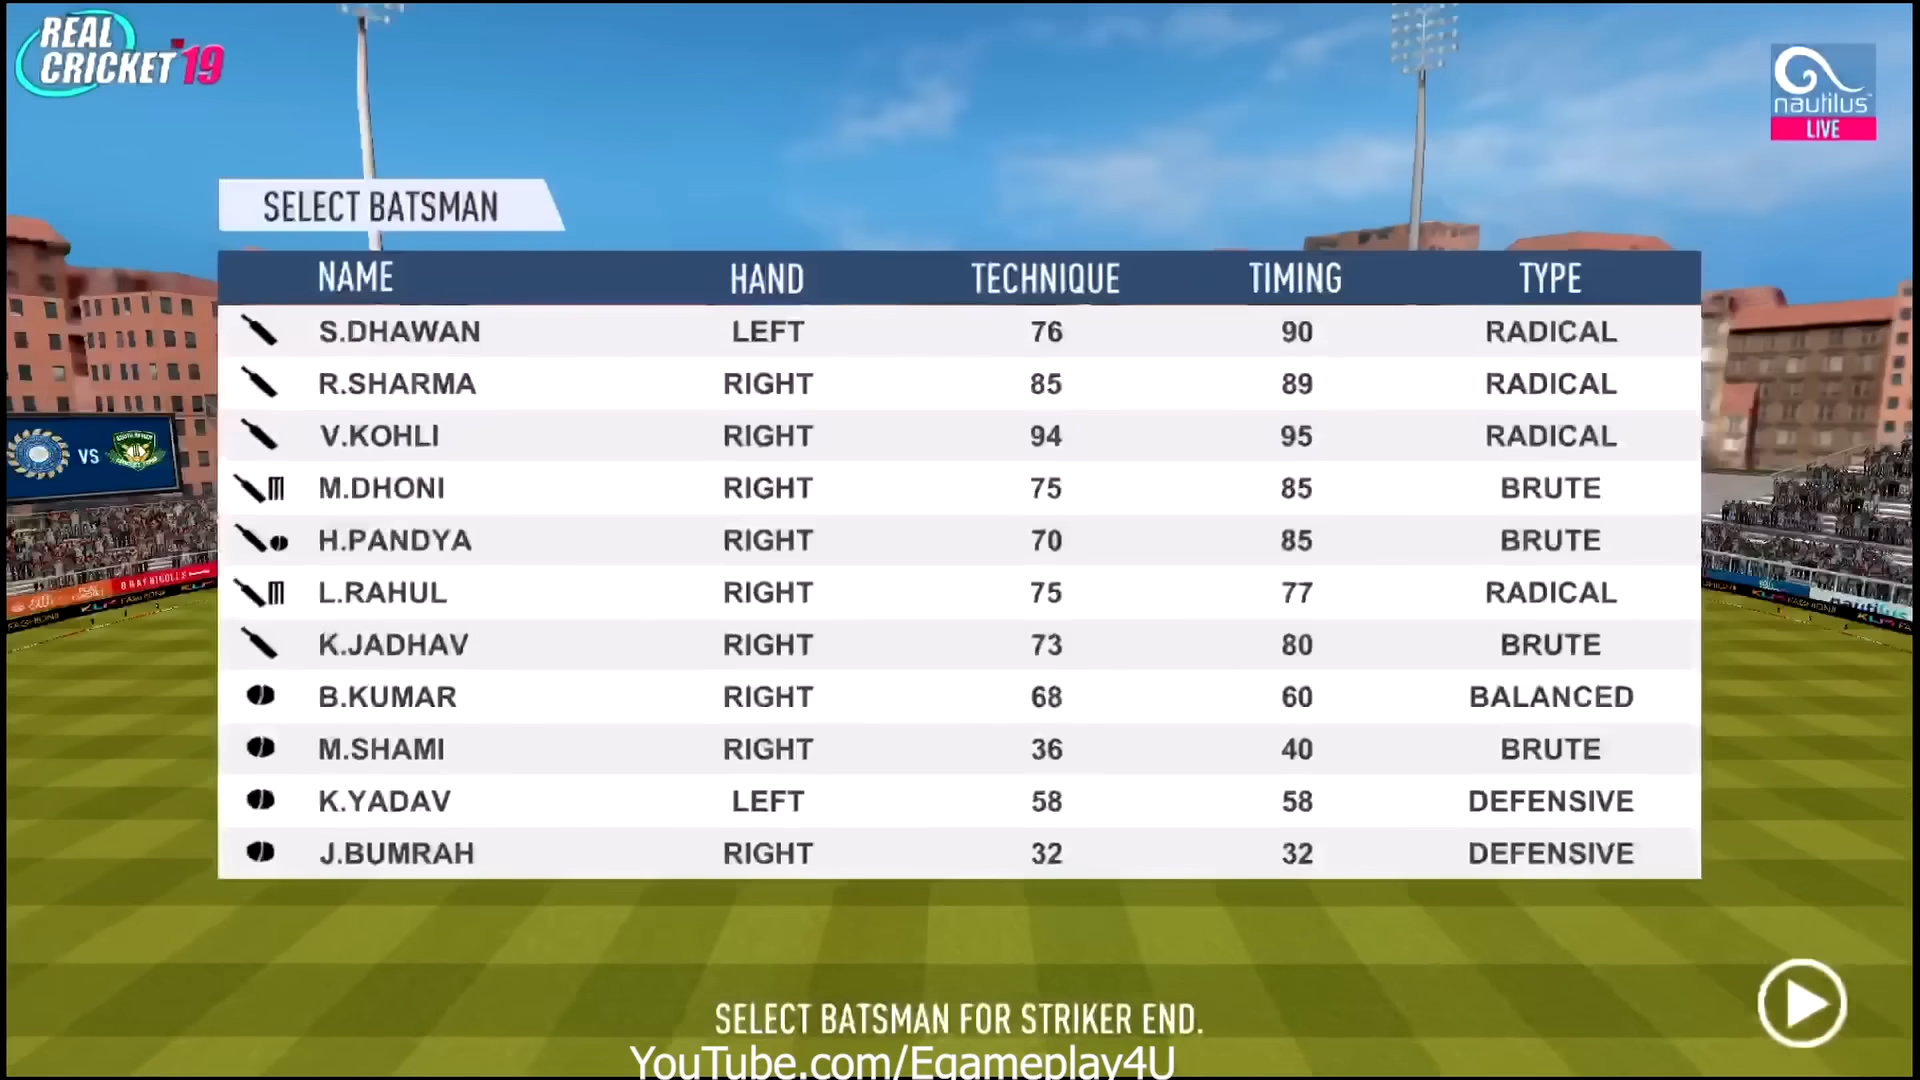 REAL
CRICKET™19
nautilus™
LIVE
SELECT BATSMAN
NAME HAND TECHNIQUE TIMING TYPE
S.DHAWAN LEFT 76 90 RADICAL
R.SHARMA RIGHT 85 89 RADICAL
V.KOHLI RIGHT 94 95 RADICAL
M.DHONI RIGHT 75 85 BRUTE
H.PANDYA RIGHT 70 85 BRUTE
L.RAHUL RIGHT 75 77 RADICAL
K.JADHAV RIGHT 73 80 BRUTE
B.KUMAR RIGHT 68 60 BALANCED
M.SHAMI RIGHT 36 40 BRUTE
K.YADAV LEFT 58 58 DEFENSIVE
J.BUMRAH RIGHT 32 32 DEFENSIVE
VS
nautilus
SELECT BATSMAN FOR STRIKER END.
YouTube.com/Egameplay4U